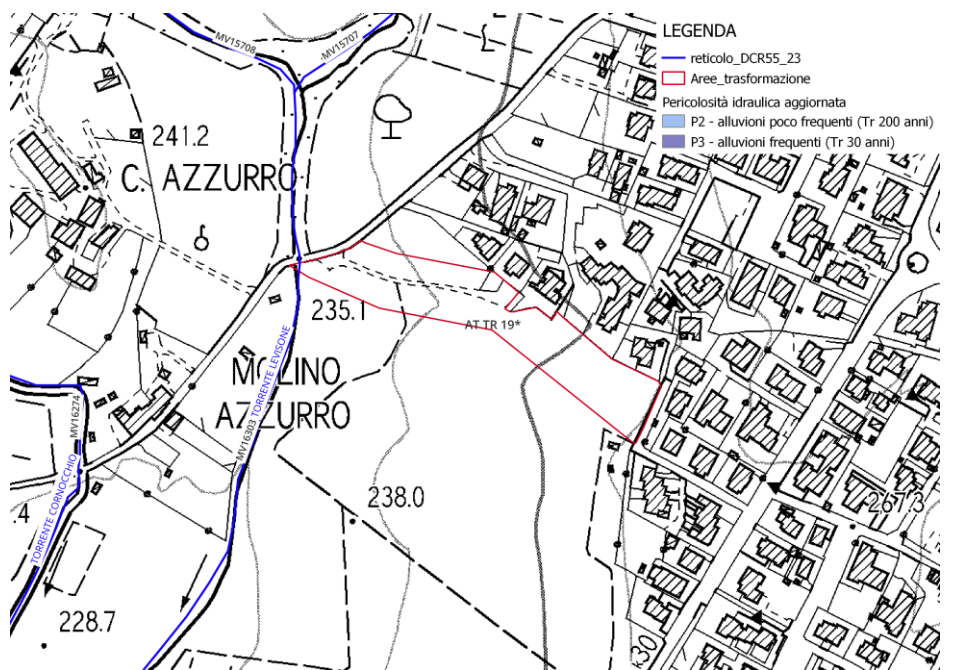 LEGENDA
reticolo_DCR55_23
Aree_trasformazione
Pericolosità idraulica aggiornata
P2 - alluvioni poco frequenti (Tr 200 anni)
P3 - alluvioni frequenti (Tr 30 anni)
MV15708
MV15707
241.2
C. AZZURRO
235.1
AT TR 19*
MOLINO
AZZURRO
MV16303 TORRENTE LEVISONE
MV16274
TORRENTE CORNOCCHIO
238.0
267.3
.4
228.7